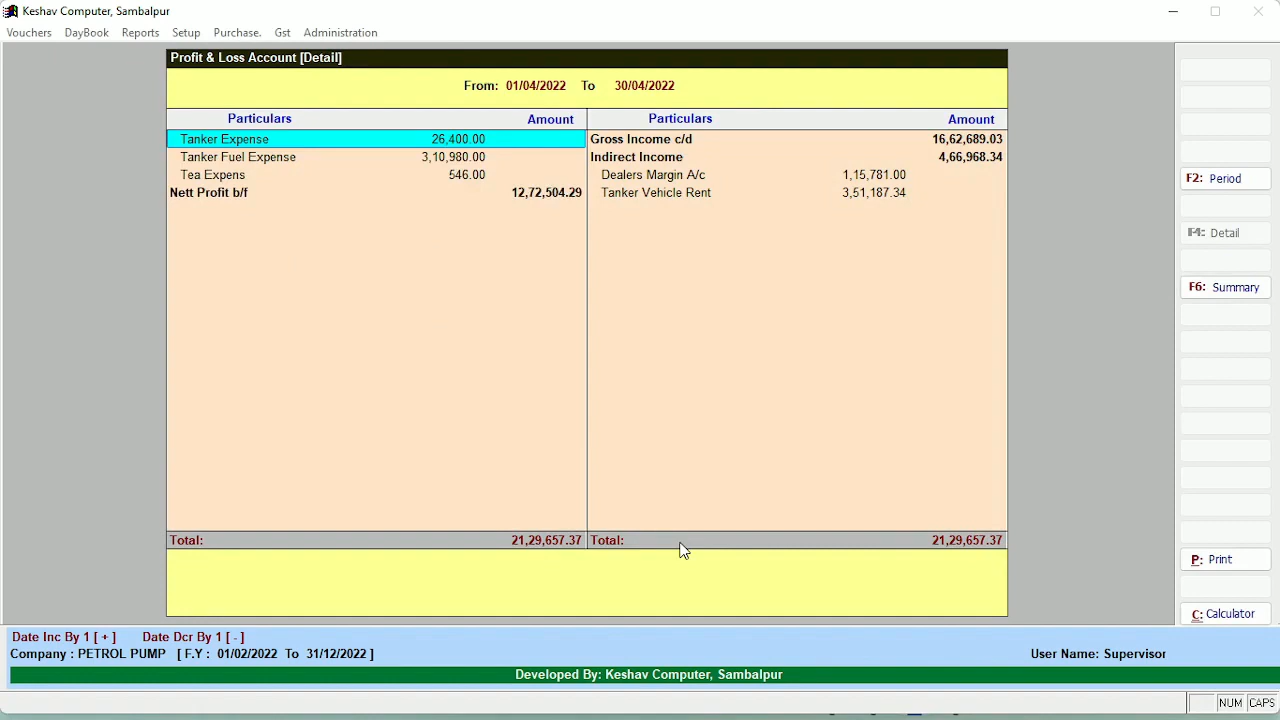 Keshav Computer, Sambalpur
Vouchers DayBook Reports Setup Purchase. Gst Administration
Profit & Loss Account [Detail]
From: 01/04/2022 To 30/04/2022
Particulars Amount Particulars Amount
Tanker Expense 26,400.00 Gross Income c/d 16,62,689.03
Tanker Fuel Expense 3,10,980.00 Indirect Income 4,66,968.34
Tea Expens 546.00 Dealers Margin A/c 1,15,781.00
Nett Profit b/f 12,72,504.29 Tanker Vehicle Rent 3,51,187.34
Total: 21,29,657.37 Total: 21,29,657.37
F2: Period
F4: Detail
F6: Summary
P: Print
C: Calculator
Date Inc By 1 [ + ] Date Dcr By 1 [ - ]
Company : PETROL PUMP [ F.Y : 01/02/2022 To 31/12/2022 ] User Name: Supervisor
Developed By: Keshav Computer, Sambalpur
NUM CAPS